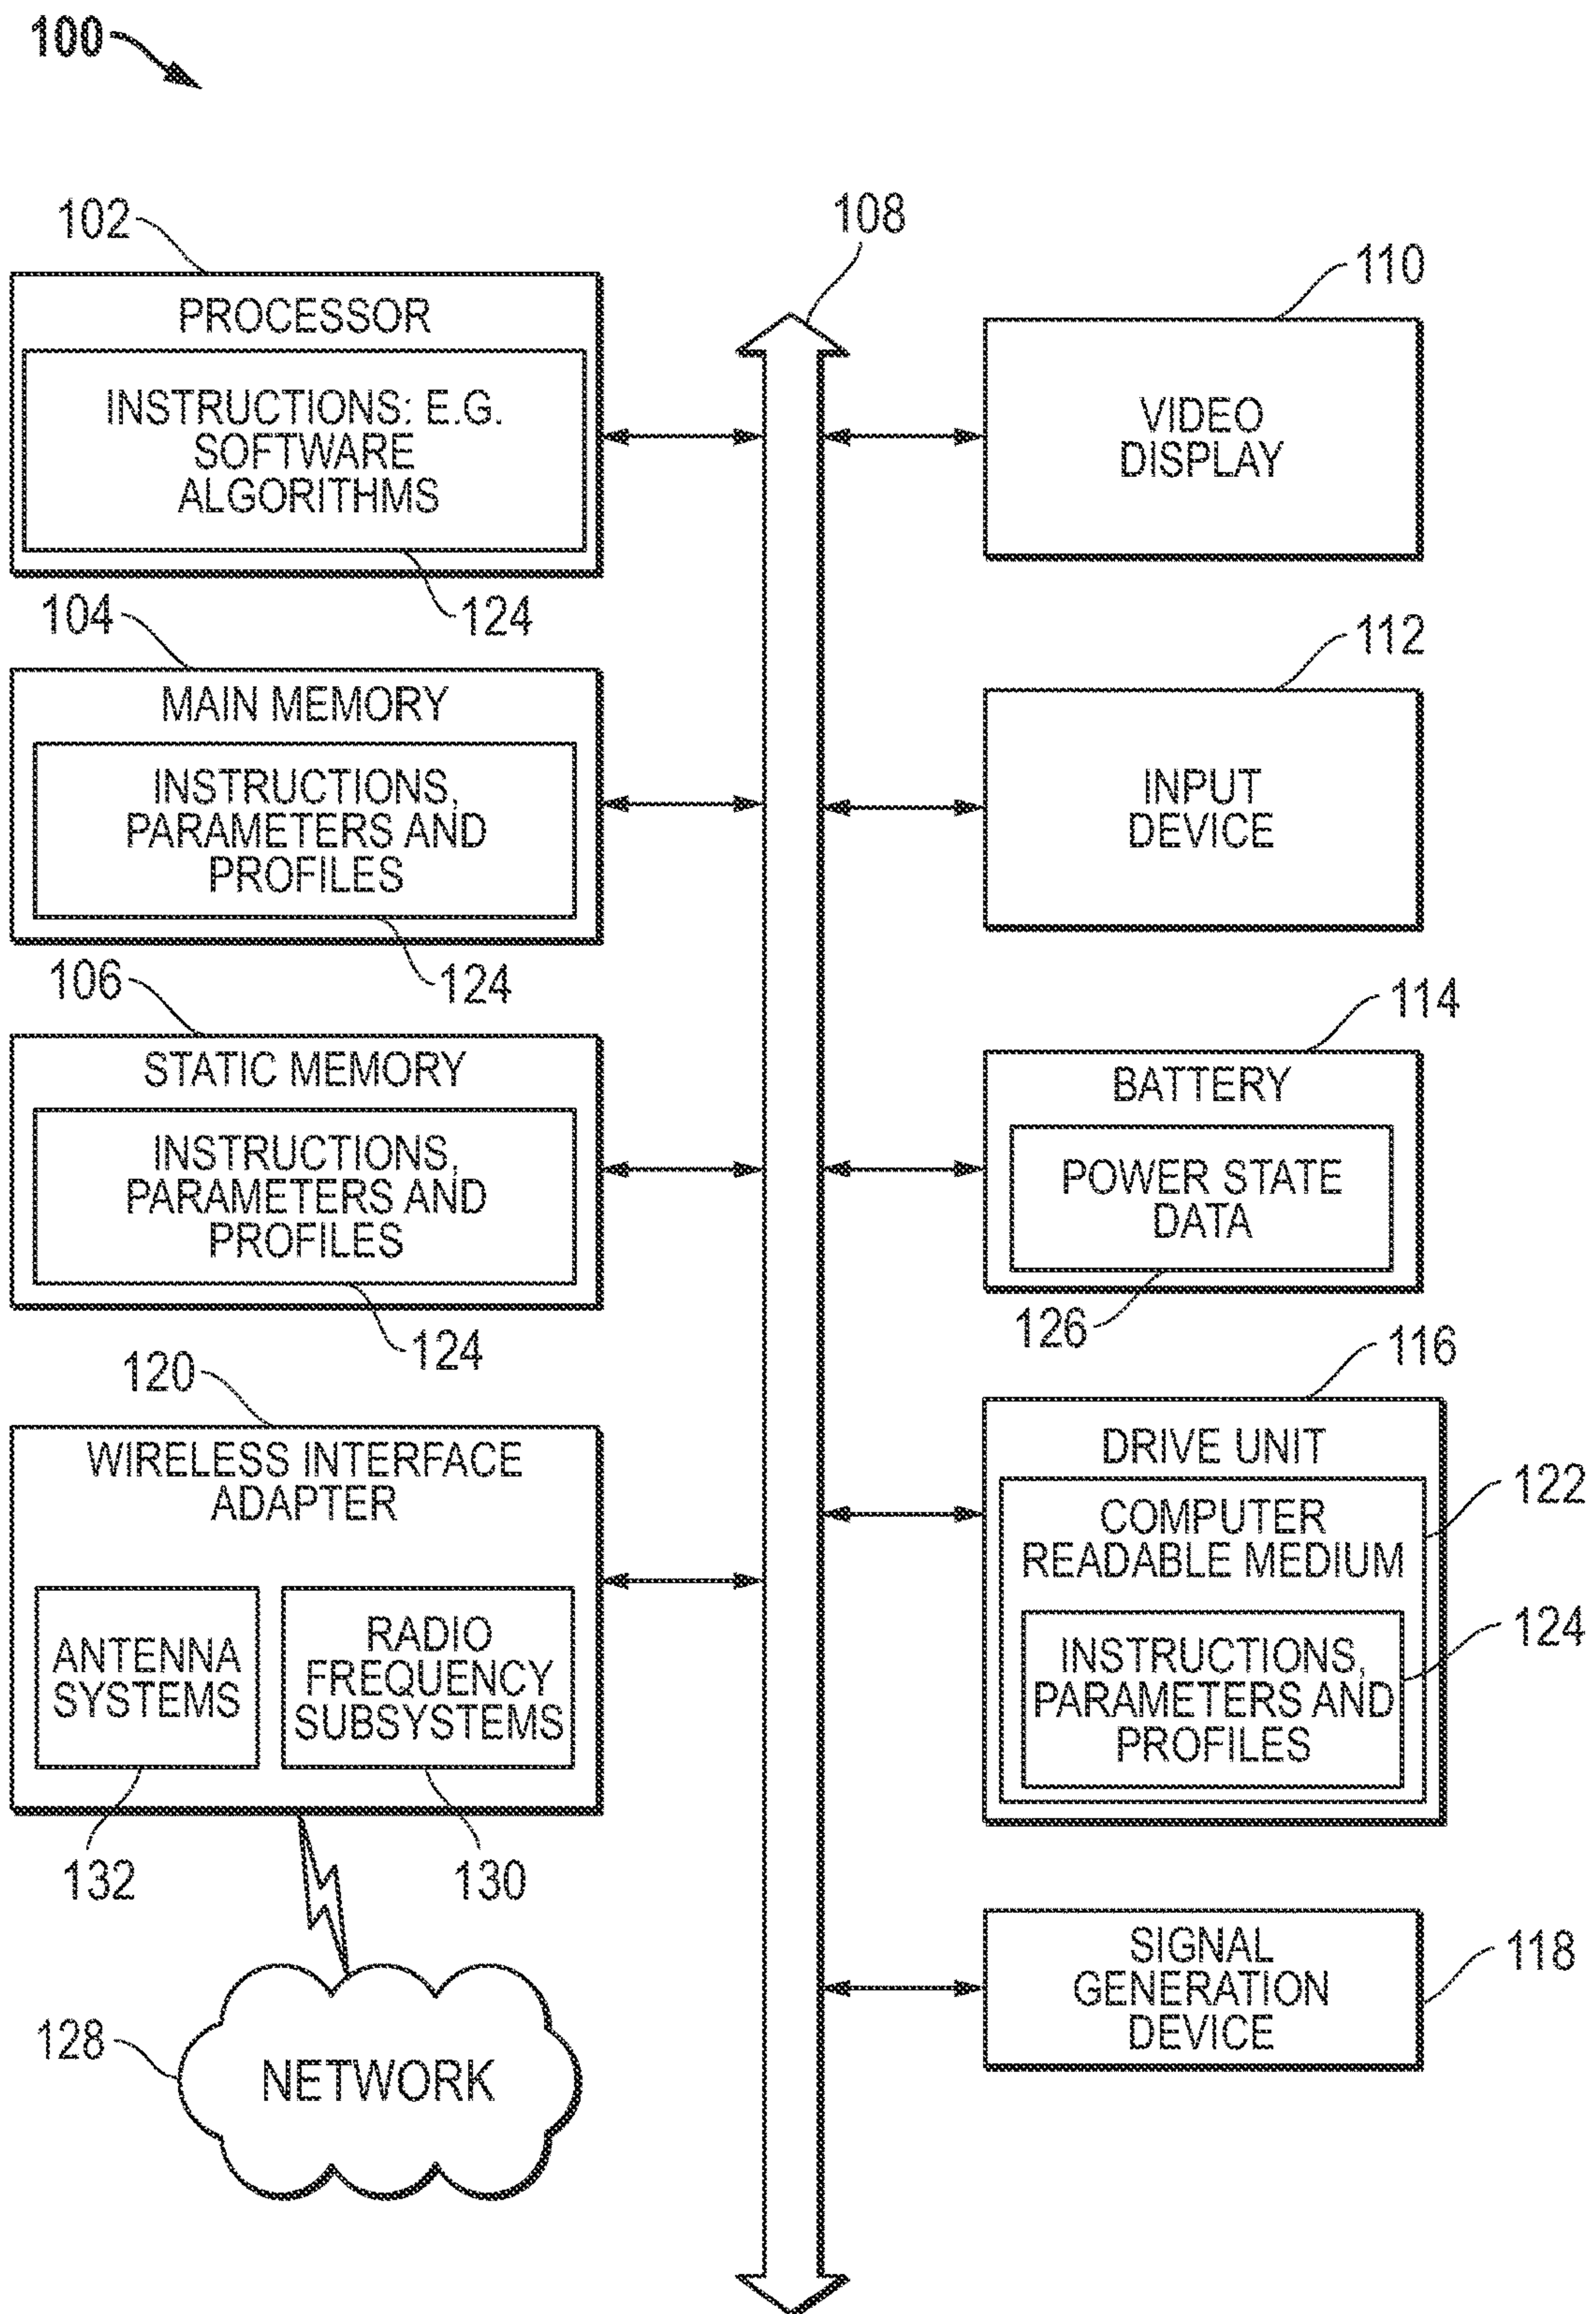 100
102
PROCESSOR
INSTRUCTIONS: E.G.
SOFTWARE
ALGORITHMS
124
104
MAIN MEMORY
INSTRUCTIONS,
PARAMETERS AND
PROFILES
124
106
STATIC MEMORY
INSTRUCTIONS,
PARAMETERS AND
PROFILES
124
120
WIRELESS INTERFACE
ADAPTER
ANTENNA
SYSTEMS
RADIO
FREQUENCY
SUBSYSTEMS
132
130
128
NETWORK
108
110
VIDEO
DISPLAY
112
INPUT
DEVICE
114
BATTERY
POWER STATE
DATA
126
116
DRIVE UNIT
122
COMPUTER
READABLE MEDIUM
124
INSTRUCTIONS,
PARAMETERS AND
PROFILES
SIGNAL
GENERATION
DEVICE
118